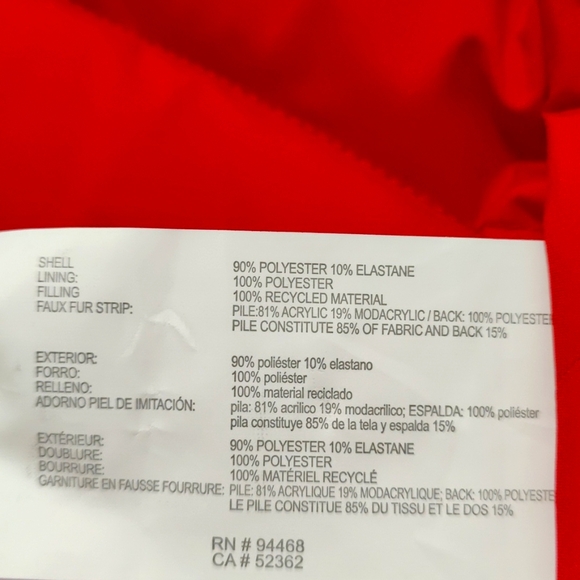 SHELL 90% POLYESTER 10% ELASTANE
LINING: 100% POLYESTER
FILLING 100% RECYCLED MATERIAL
FAUX FUR STRIP: PILE:81% ACRYLIC 19% MODACRYLIC / BACK: 100% POLYESTER
PILE CONSTITUTE 85% OF FABRIC AND BACK 15%
EXTERIOR: 90% poliéster 10% elastano
FORRO: 100% poliéster
RELLENO: 100% material reciclado
ADORNO PIEL DE IMITACIÓN: pila: 81% acrilico 19% modacrilico; ESPALDA: 100% poliéster
pila constituye 85% de la tela y espalda 15%
EXTÉRIEUR: 90% POLYESTER 10% ELASTANE
DOUBLURE: 100% POLYESTER
BOURRURE: 100% MATÉRIEL RECYCLÉ
GARNITURE EN FAUSSE FOURRURE: PILE: 81% ACRYLIQUE 19% MODACRYLIQUE; BACK: 100% POLYESTE
LE PILE CONSTITUE 85% DU TISSU ET LE DOS 15%
RN # 94468
CA # 52362